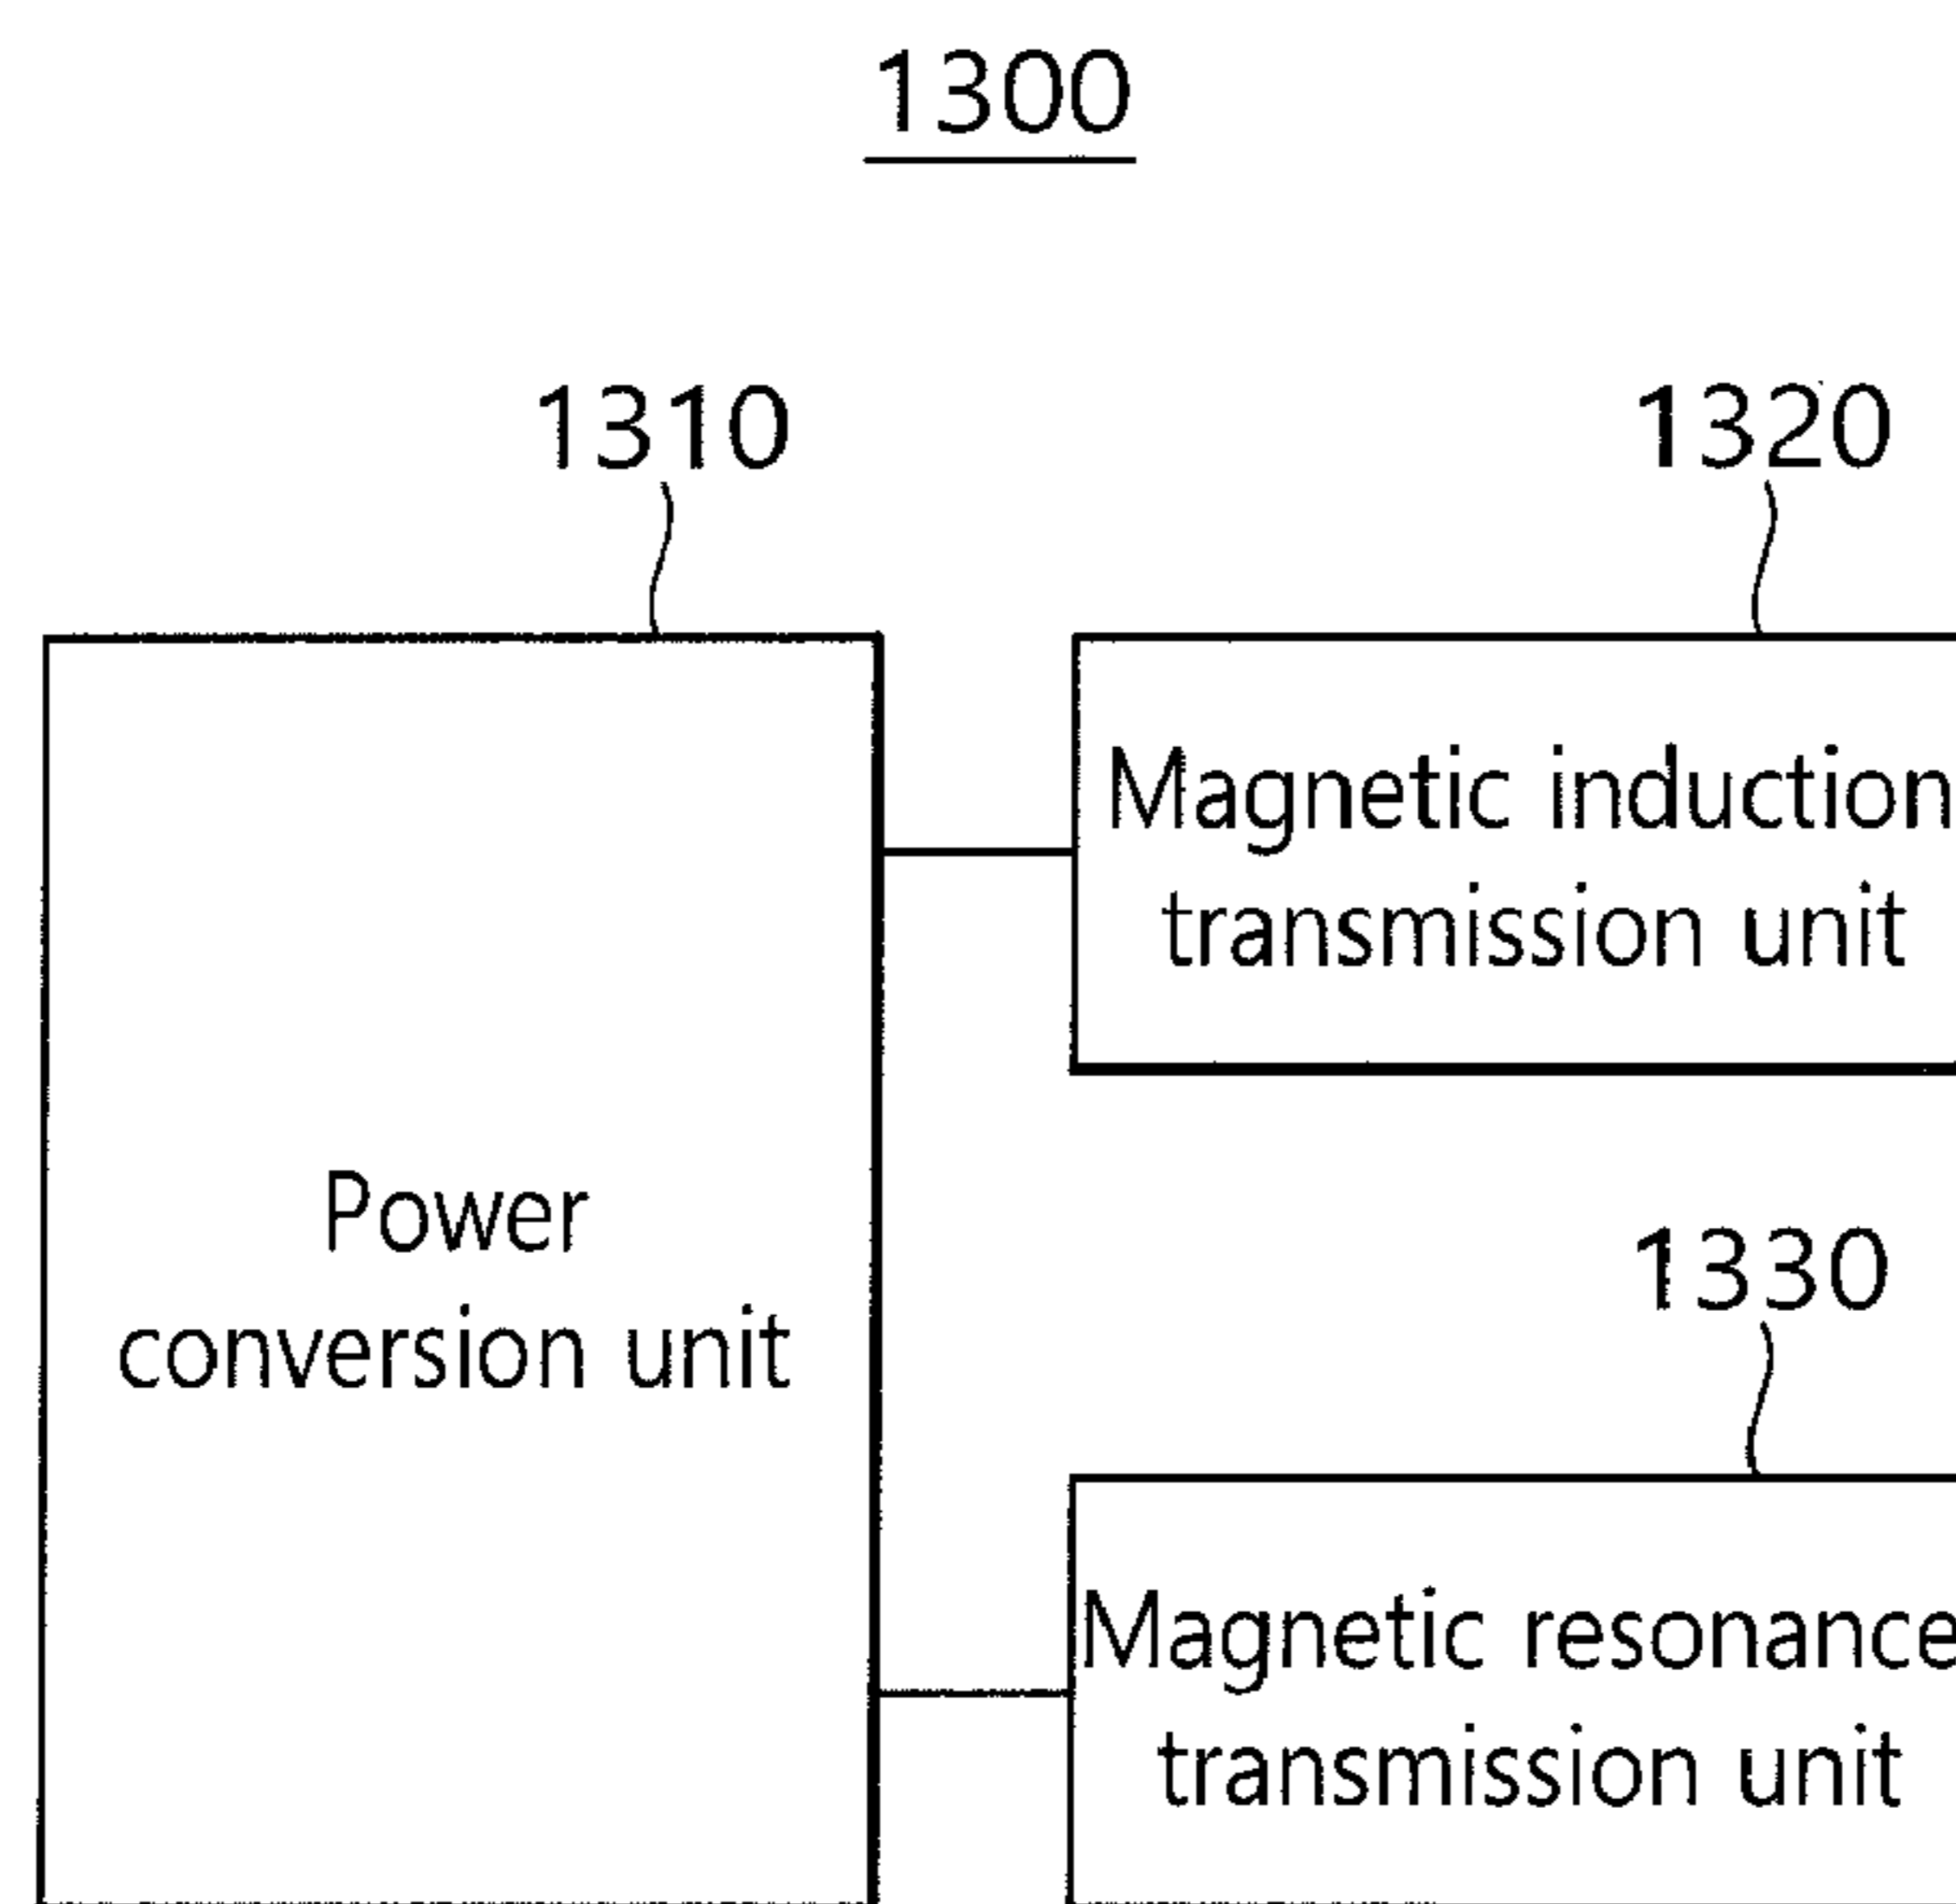 1300
1310
1320
Magnetic induction
transmission unit
Power
conversion unit
1330
Magnetic resonance
transmission unit